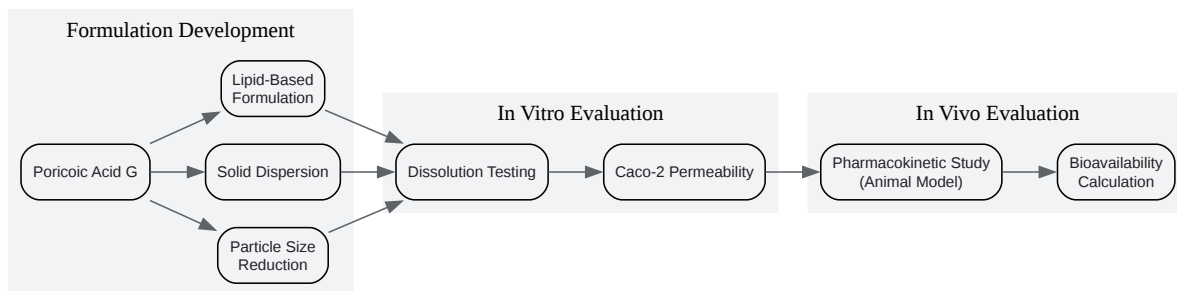 Formulation Development
Poricoic Acid G
Lipid-Based
Formulation
Solid Dispersion
Particle Size
Reduction
In Vitro Evaluation
Dissolution Testing
Caco-2 Permeability
In Vivo Evaluation
Pharmacokinetic Study
(Animal Model)
Bioavailability
Calculation